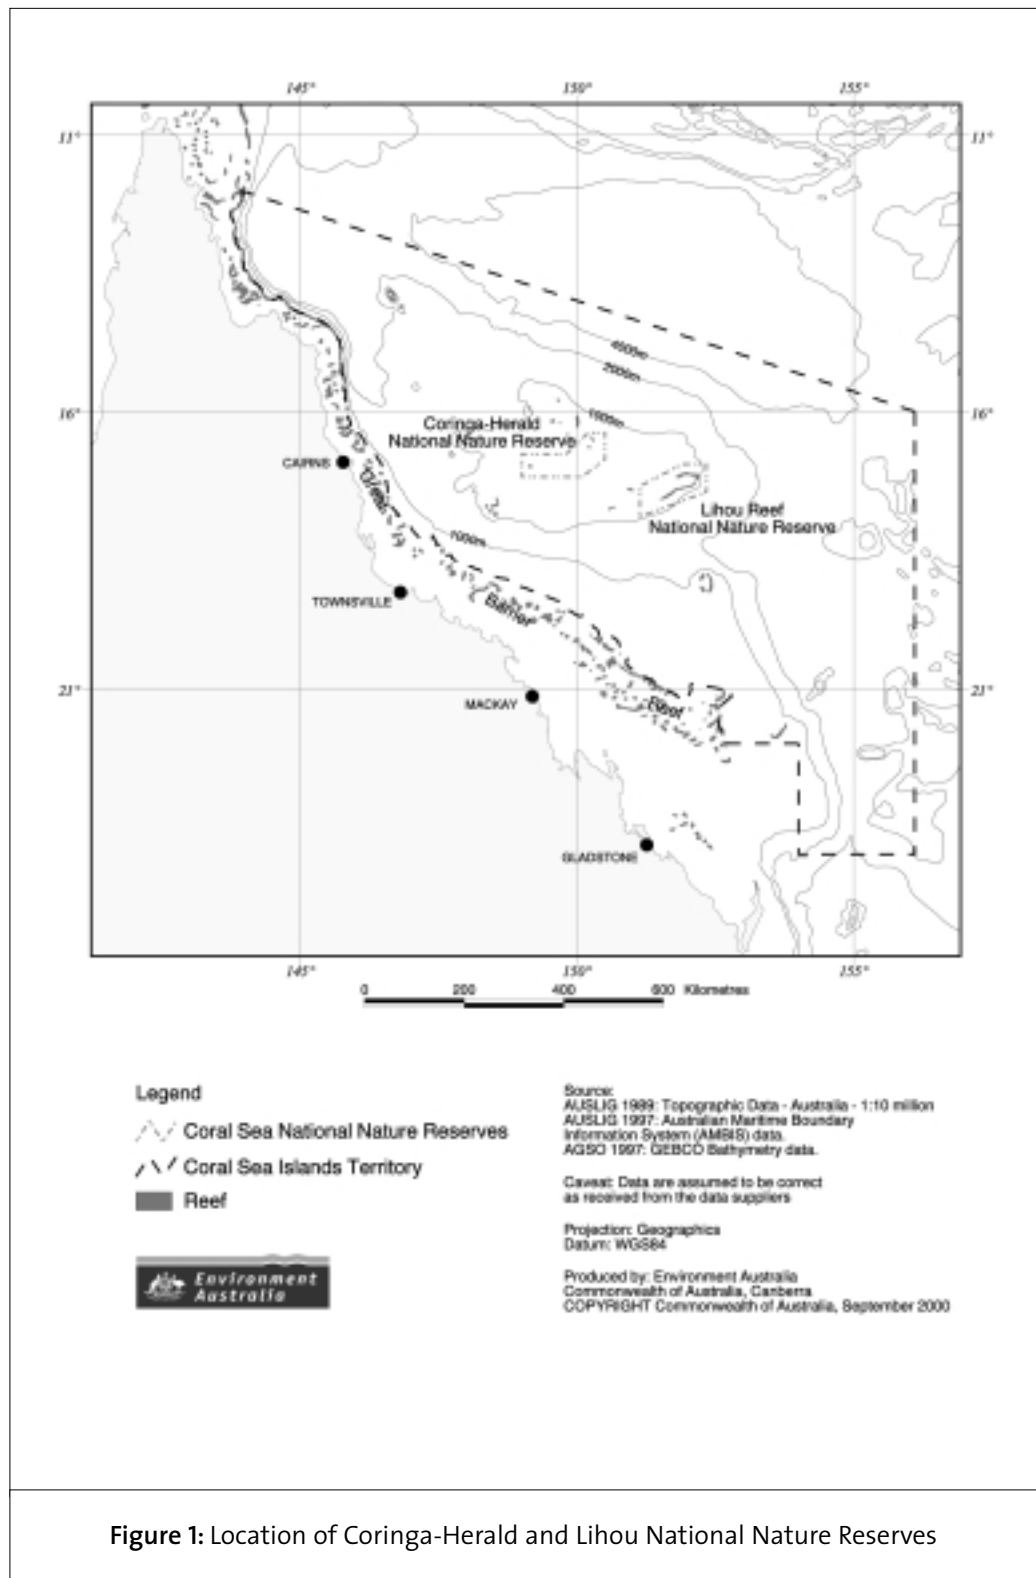 145° 150° 155°
11° 11°
4000m
2000m
1000m
16° 16°
Coringa-Herald
National Nature Reserve
CAIRNS
Great
Lihou Reef
National Nature Reserve
1000m
TOWNSVILLE
Barrier
21° 21°
MACKAY
Reef
GLADSTONE
145° 150° 155°
0 200 400 600 Kilometres
Legend
Coral Sea National Nature Reserves
Coral Sea Islands Territory
Reef
Environment
Australia
Source:
AUSLIG 1989: Topographic Data - Australia - 1:10 million
AUSLIG 1997: Australian Maritime Boundary
Information System (AMBIS) data.
AGSO 1997: GEBCO Bathymetry data.
Caveat: Data are assumed to be correct
as received from the data suppliers
Projection: Geographics
Datum: WGS84
Produced by: Environment Australia
Commonwealth of Australia, Canberra
COPYRIGHT Commonwealth of Australia, September 2000
Figure 1: Location of Coringa-Herald and Lihou National Nature Reserves